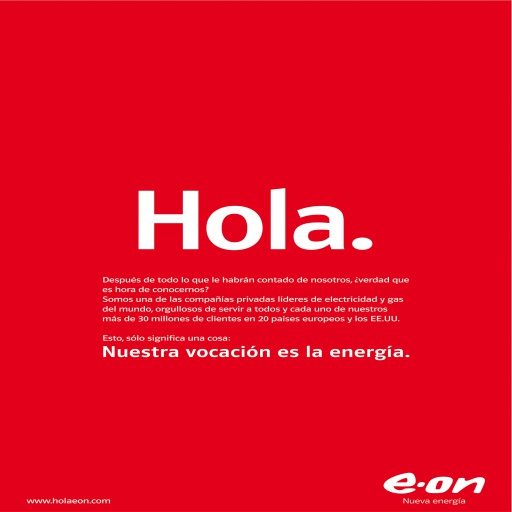 Hola.
Después de todo lo que le habrán contado de nosotros, ¿verdad que
es hora de conocernos?
Somos una de las compañías privadas líderes de electricidad y gas
del mundo, orgullosos de servir a todos y cada uno de nuestros
más de 30 millones de clientes en 20 países europeos y los EE.UU.
Esto, sólo significa una cosa:
Nuestra vocación es la energía.
e·on
Nueva energía
www.holaeon.com